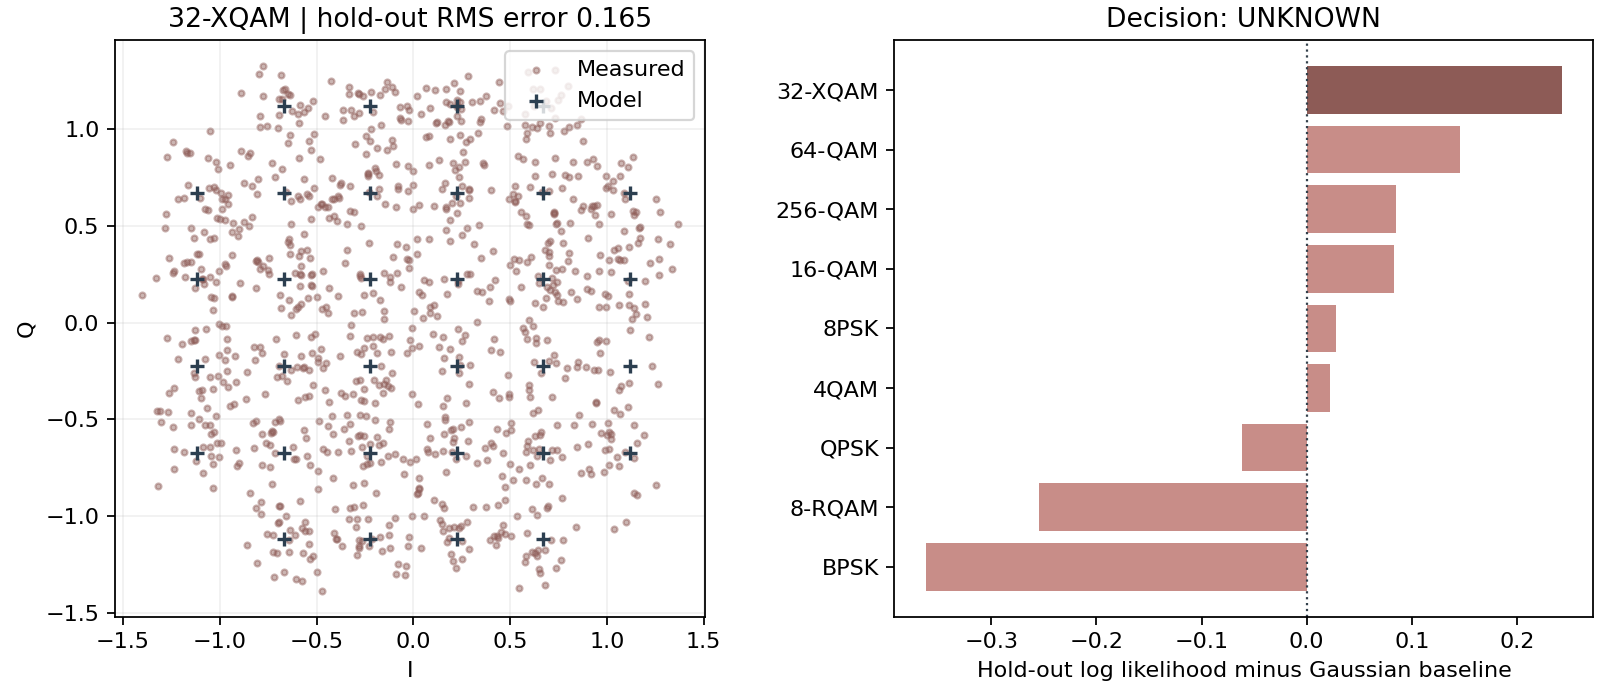 32-XQAM | hold-out RMS error 0.165
Measured
Model
1.0
0.5
0.0
−0.5
−1.0
−1.5
Q
−1.5 −1.0 −0.5 0.0 0.5 1.0 1.5
I
Decision: UNKNOWN
32-XQAM
64-QAM
256-QAM
16-QAM
8PSK
4QAM
QPSK
8-RQAM
BPSK
−0.3 −0.2 −0.1 0.0 0.1 0.2
Hold-out log likelihood minus Gaussian baseline